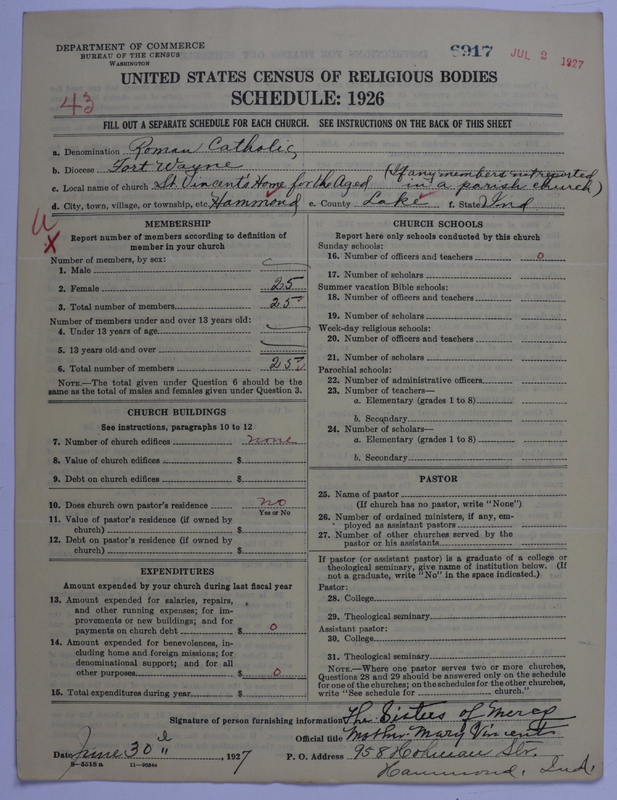 DEPARTMENT OF COMMERCE
BUREAU OF THE CENSUS
WASHINGTON
6917 JUL 2 1927
UNITED STATES CENSUS OF RELIGIOUS BODIES
SCHEDULE: 1926
43
FILL OUT A SEPARATE SCHEDULE FOR EACH CHURCH. SEE INSTRUCTIONS ON THE BACK OF THIS SHEET
a. Denomination Roman Catholic
b. Diocese Fort Wayne
(If any members not reported
c. Local name of church St. Vincent's Home for the Aged in a parish church)
d. City, town, village, or township, etc. Hammond e. County Lake f. State Ind
X
MEMBERSHIP
Report number of members according to definition of
member in your church
Number of members, by sex:
1. Male
2. Female 25
3. Total number of members 25
Number of members under and over 13 years old:
4. Under 13 years of age
5. 13 years old and over
6. Total number of members 25
NOTE.—The total given under Question 6 should be the
same as the total of males and females given under Question 3.
CHURCH BUILDINGS
See instructions, paragraphs 10 to 12
7. Number of church edifices none
8. Value of church edifices $
9. Debt on church edifices $
10. Does church own pastor's residence no
Yes or No
11. Value of pastor's residence (if owned by
church) $
12. Debt on pastor's residence (if owned by
church) $
EXPENDITURES
Amount expended by your church during last fiscal year
13. Amount expended for salaries, repairs,
and other running expenses; for im-
provements or new buildings; and for
payments on church debt $ 0
14. Amount expended for benevolences, in-
cluding home and foreign missions; for
denominational support; and for all
other purposes $ 0
15. Total expenditures during year $
CHURCH SCHOOLS
Report here only schools conducted by this church
Sunday schools:
16. Number of officers and teachers 0
17. Number of scholars
Summer vacation Bible schools:
18. Number of officers and teachers
19. Number of scholars
Week-day religious schools:
20. Number of officers and teachers
21. Number of scholars
Parochial schools:
22. Number of administrative officers
23. Number of teachers—
a. Elementary (grades 1 to 8)
b. Secondary
24. Number of scholars—
a. Elementary (grades 1 to 8)
b. Secondary
PASTOR
25. Name of pastor
(If church has no pastor, write "None")
26. Number of ordained ministers, if any, em-
ployed as assistant pastors
27. Number of other churches served by the
pastor or his assistants
If pastor (or assistant pastor) is a graduate of a college or
theological seminary, give name of institution below. (If
not a graduate, write "No" in the space indicated.)
Pastor:
28. College
29. Theological seminary
Assistant pastor:
30. College
31. Theological seminary
NOTE.—Where one pastor serves two or more churches,
Questions 28 and 29 should be answered only on the schedule
for one of the churches; on the schedules for the other churches,
write "See schedule for church."
Signature of person furnishing information The Sisters of Mercy
Official title Mother Mary Vincent
Date June 30, 1927 P. O. Address 958 Hohman Str.
8—5518 a 11—9034a Hammond, Ind.